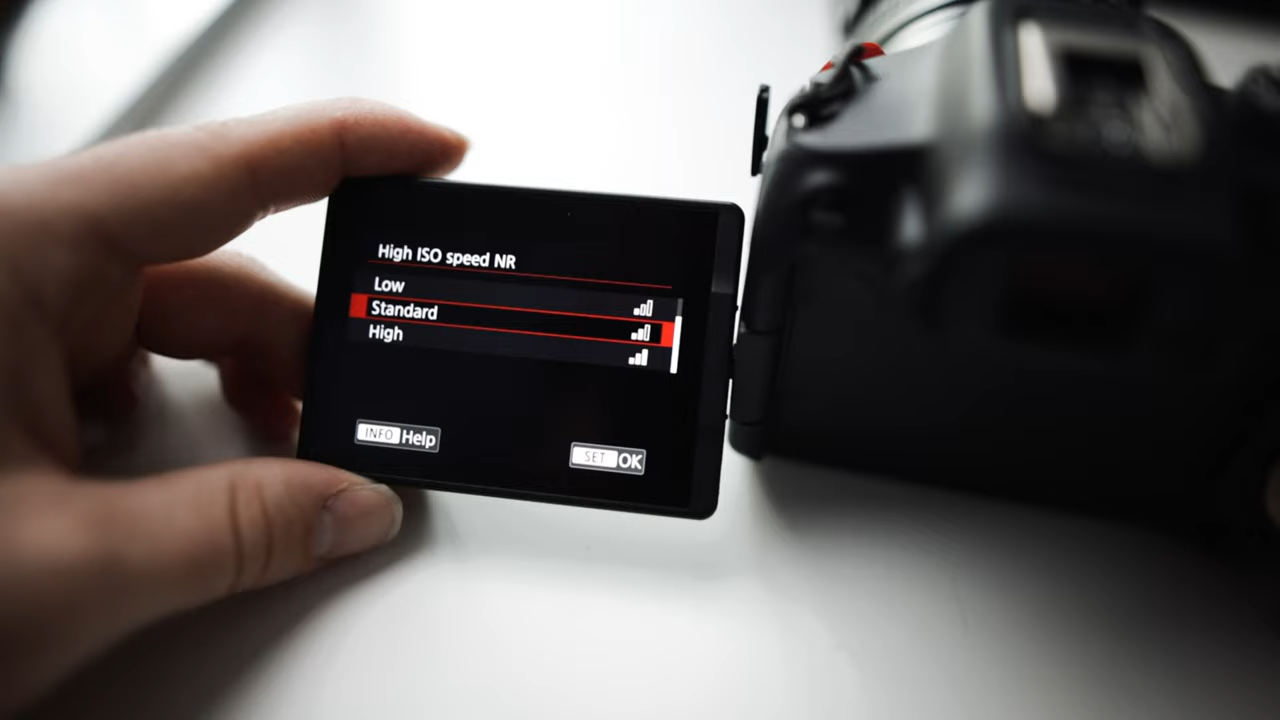 High ISO speed NR
Low
Standard
High
INFO Help
SET OK